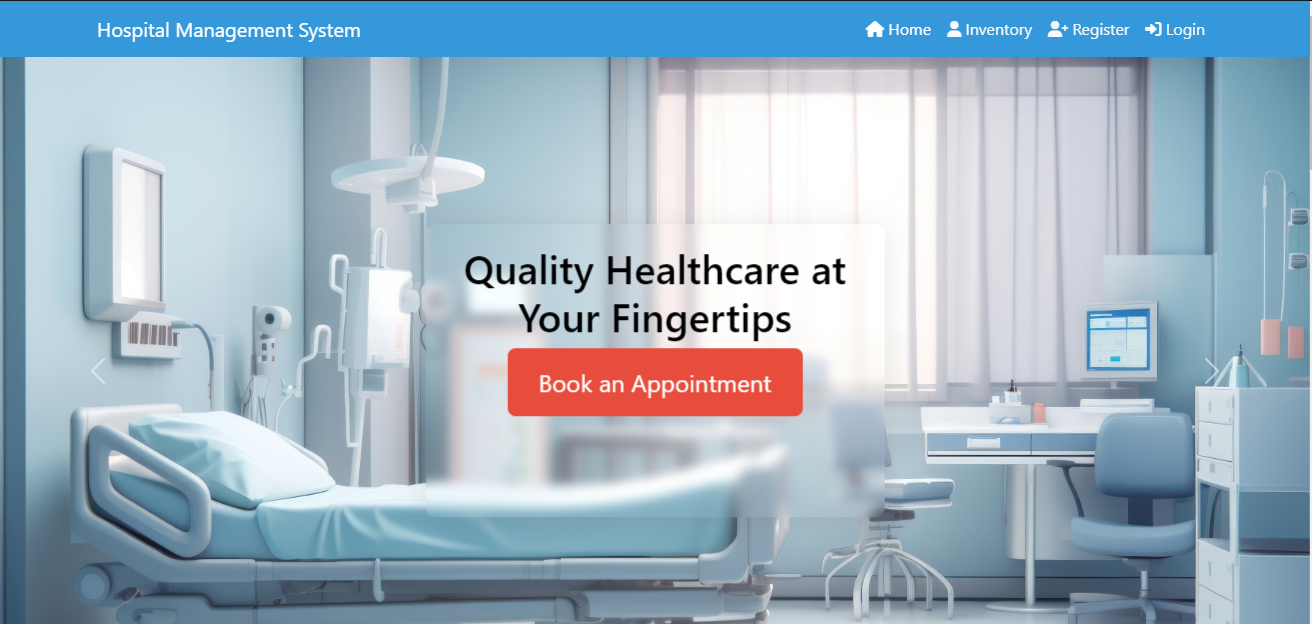 Hospital Management System
Home Inventory Register Login
Quality Healthcare at
Your Fingertips
Book an Appointment